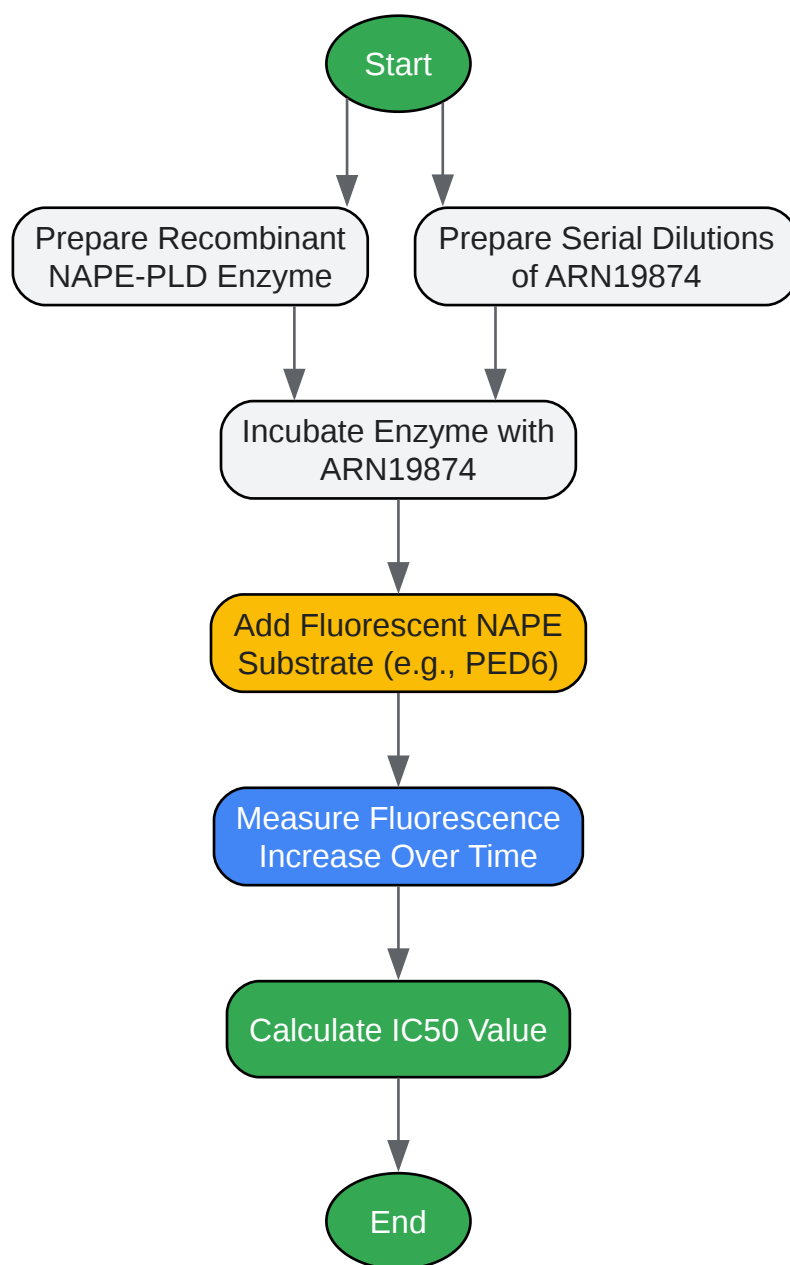 Start
Prepare Recombinant
NAPE-PLD Enzyme
Prepare Serial Dilutions
of ARN19874
Incubate Enzyme with
ARN19874
Add Fluorescent NAPE
Substrate (e.g., PED6)
Measure Fluorescence
Increase Over Time
Calculate IC50 Value
End